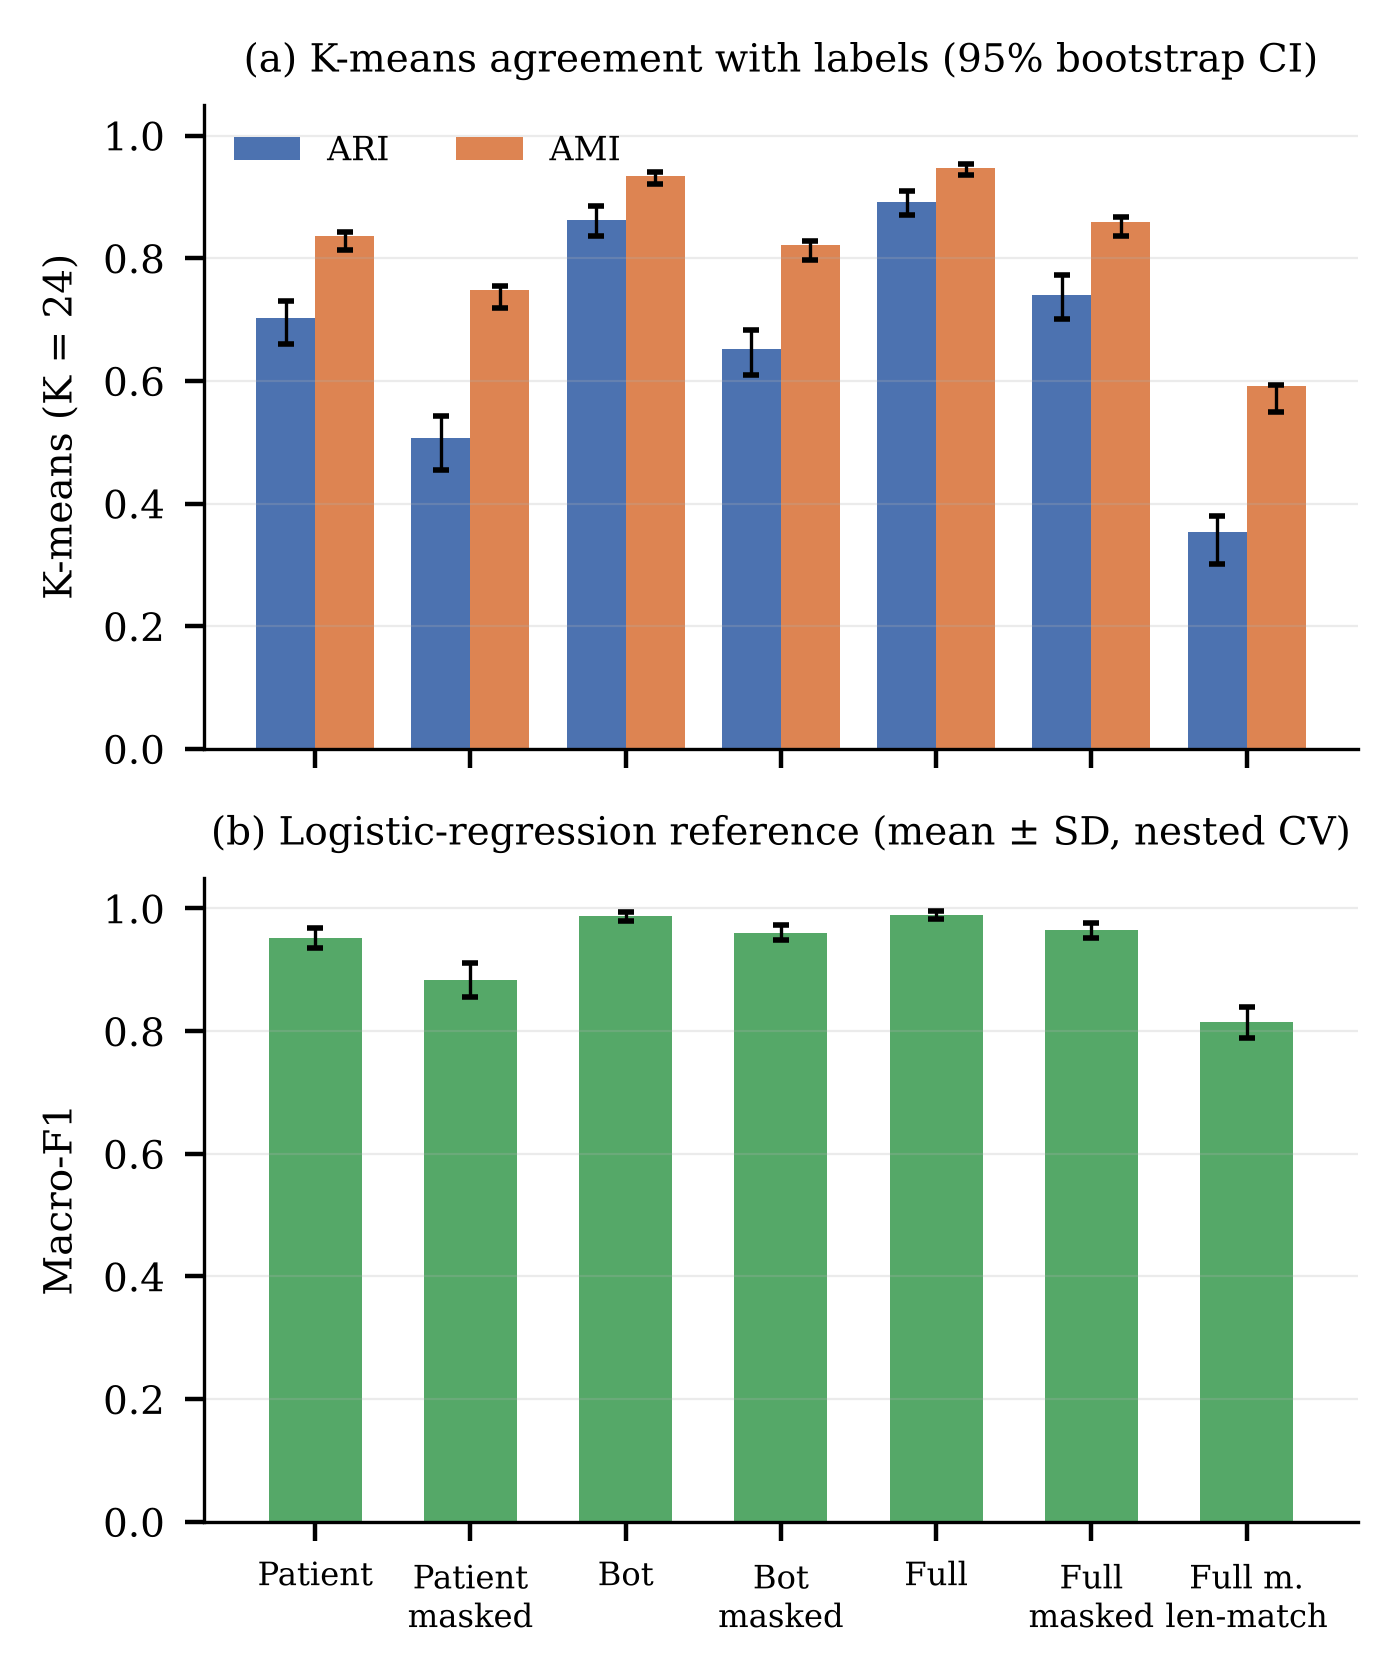 (a) K-means agreement with labels (95% bootstrap CI)
K-means (K = 24)
1.0
0.8
0.6
0.4
0.2
0.0
ARI AMI
(b) Logistic-regression reference (mean ± SD, nested CV)
Macro-F1
1.0
0.8
0.6
0.4
0.2
0.0
Patient Patient Bot Bot Full Full Full m.
masked masked masked len-match